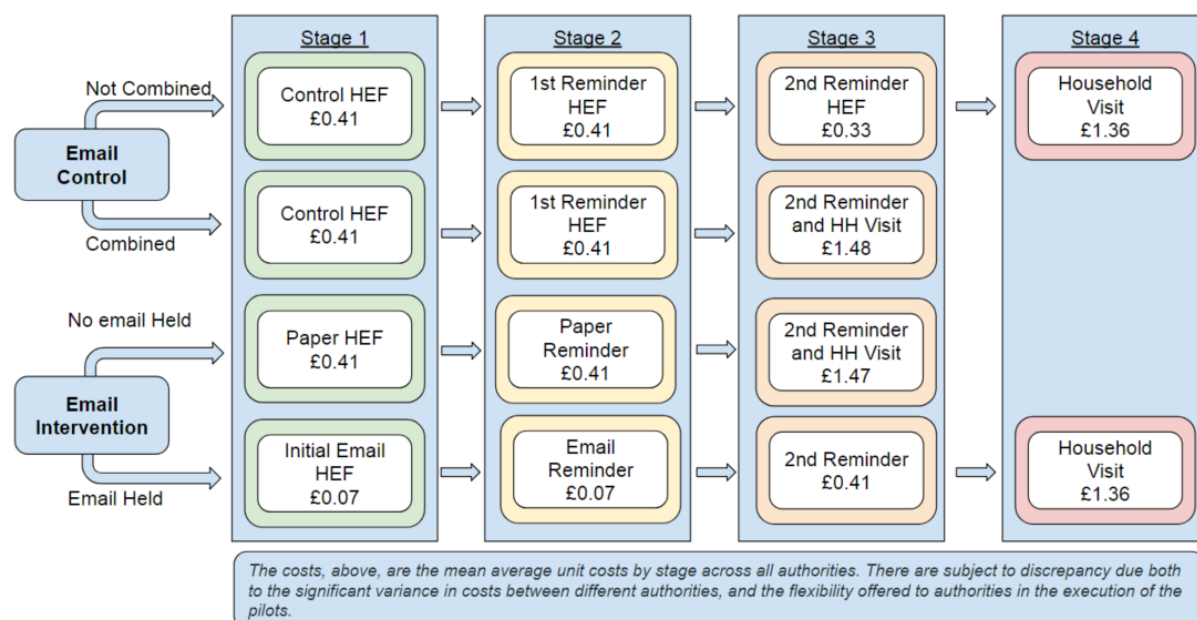 Stage 1
Stage 2
Stage 3
Stage 4
Not Combined
Control HEF
£0.41
1st Reminder
HEF
£0.41
2nd Reminder
HEF
£0.33
Household
Visit
£1.36
Email
Control
Combined
Control HEF
£0.41
1st Reminder
HEF
£0.41
2nd Reminder
and HH Visit
£1.48
No email Held
Paper HEF
£0.41
Paper
Reminder
£0.41
2nd Reminder
and HH Visit
£1.47
Email
Intervention
Email Held
Initial Email
HEF
£0.07
Email
Reminder
£0.07
2nd Reminder
£0.41
Household
Visit
£1.36
The costs, above, are the mean average unit costs by stage across all authorities. There are subject to discrepancy due both
to the significant variance in costs between different authorities, and the flexibility offered to authorities in the execution of the
pilots.